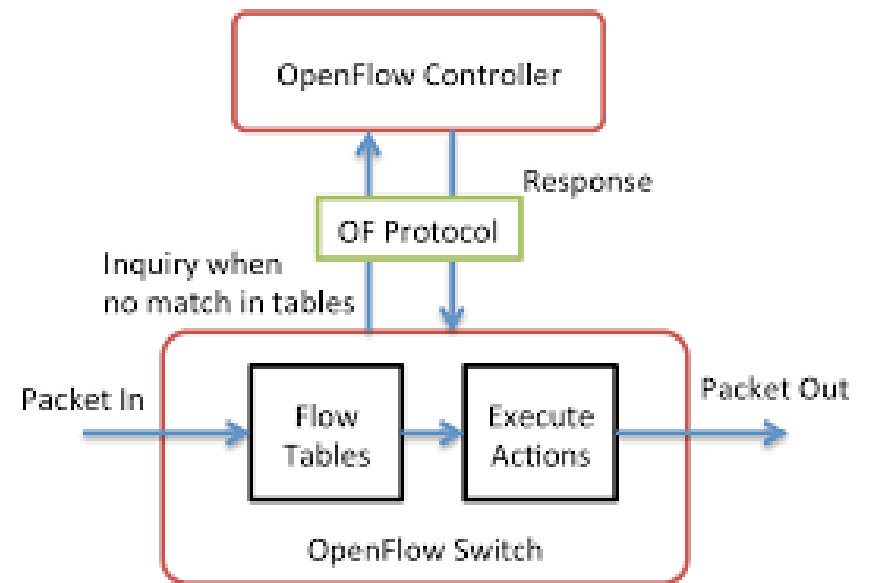 OpenFlow Controller
Response
OF Protocol
Inquiry when
no match in tables
Packet In
Flow
Tables
Execute
Actions
Packet Out
OpenFlow Switch